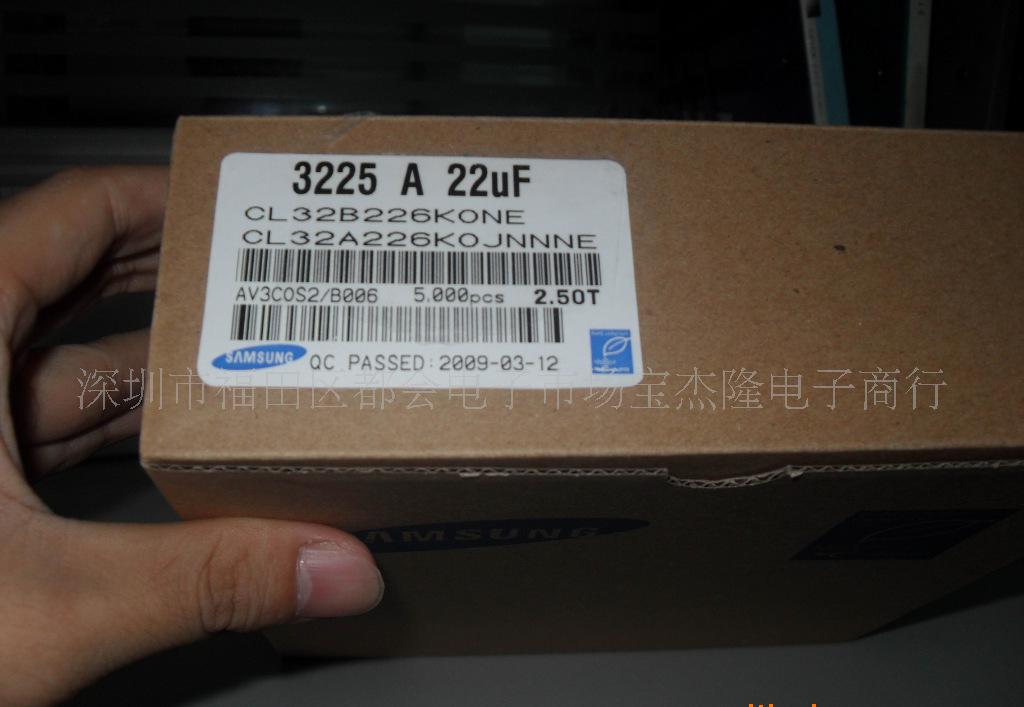 3225 A 22uF
CL32B226KONE
CL32A226KOJNNNE
AV3COS2/B006 5.000pcs 2.50T
SAMSUNG QC PASSED:2009-03-12
深圳市福田区都会电子市场宝杰隆电子商行
SAMSUNG